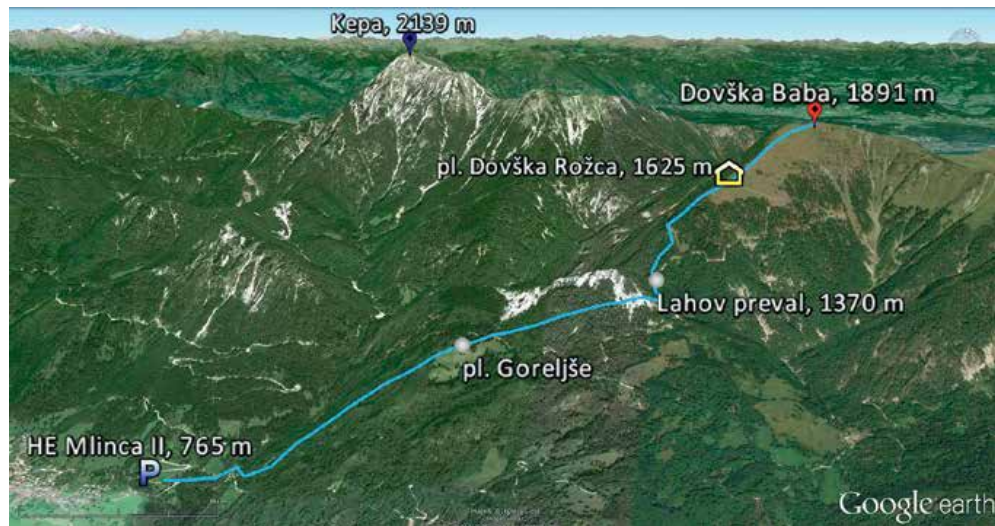 Kepa, 2139 m
Dovška Baba, 1891 m
pl. Dovška Rožca, 1625 m
Lahov preval, 1370 m
pl. Goreljše
HE Mlinca II, 765 m
P
Google earth